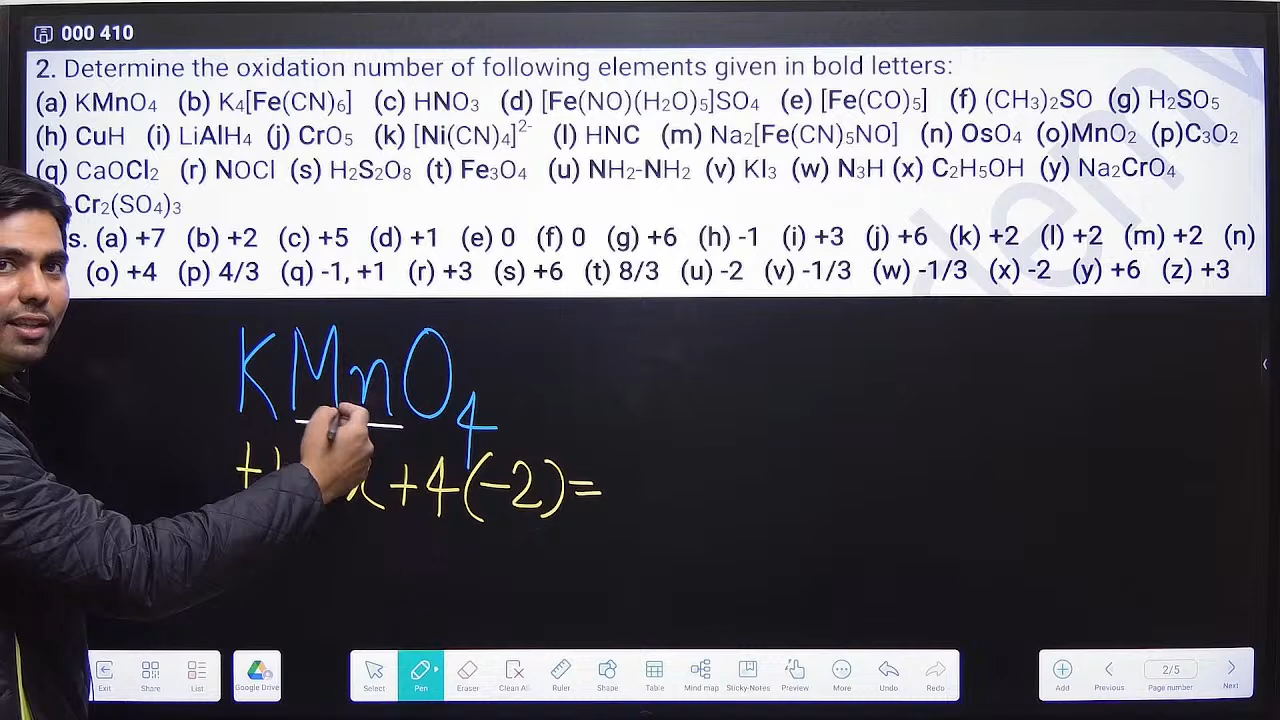 000 410
2. Determine the oxidation number of following elements given in bold letters:
(a) KMnO₄ (b) K₄[Fe(CN)₆] (c) HNO₃ (d) [Fe(NO)(H₂O)₅]SO₄ (e) [Fe(CO)₅] (f) (CH₃)₂SO (g) H₂SO₅
(h) CuH (i) LiAlH₄ (j) CrO₅ (k) [Ni(CN)₄]²⁻ (l) HNC (m) Na₂[Fe(CN)₅NO] (n) OsO₄ (o)MnO₂ (p)C₃O₂
(q) CaOCl₂ (r) NOCl (s) H₂S₂O₈ (t) Fe₃O₄ (u) NH₂-NH₂ (v) KI₃ (w) N₃H (x) C₂H₅OH (y) Na₂CrO₄
Cr₂(SO₄)₃
s. (a) +7 (b) +2 (c) +5 (d) +1 (e) 0 (f) 0 (g) +6 (h) -1 (i) +3 (j) +6 (k) +2 (l) +2 (m) +2 (n)
(o) +4 (p) 4/3 (q) -1, +1 (r) +3 (s) +6 (t) 8/3 (u) -2 (v) -1/3 (w) -1/3 (x) -2 (y) +6 (z) +3
KMnO₄
+1 x +4(-2)=
Exit Share List Google Drive Select Pen Eraser Clean All Ruler Shape Table Mind map Sticky-Notes Preview More Undo Redo Add Previous 2/5 Page number Next